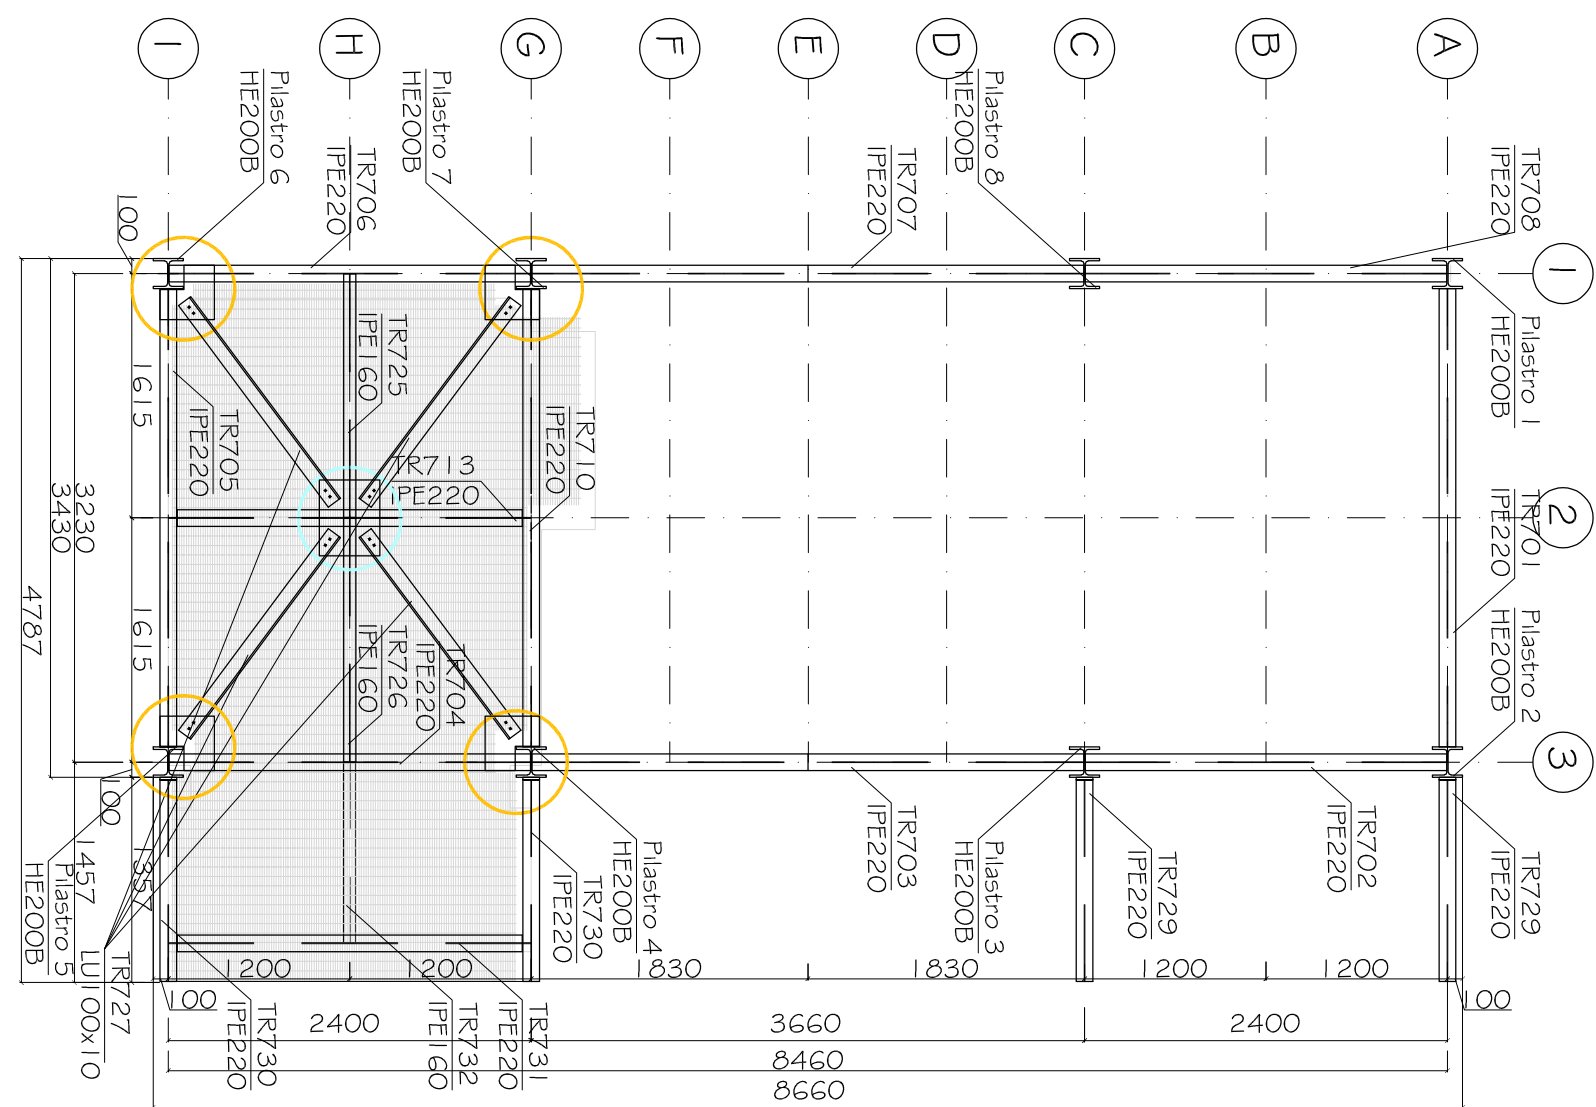 I
H
G
F
E
D
C
B
A
Pilastro 6
HE200B
TR706
IPE220
Pilastro 7
HE200B
TR707
IPE220
Pilastro 8
HE200B
TR708
IPE220
1
100
Pilastro 1
HE200B
TR725
IPE160
1615
TR705
IPE220
TR710
IPE220
TR713
IPE220
TR701
IPE220
2
3230
3430
4787
1615
TR704
IPE220
TR726
IPE160
Pilastro 2
HE200B
3
100
1357
1457
Pilastro 5
HE200B
Pilastro 4
HE200B
TR730
IPE220
TR703
IPE220
Pilastro 3
HE200B
TR729
IPE220
TR702
IPE220
TR729
IPE220
1200
1200
1830
1830
1200
1200
100
100
TR727
LU100x10
TR730
IPE220
TR732
IPE160
TR731
IPE220
2400
3660
2400
8460
8660